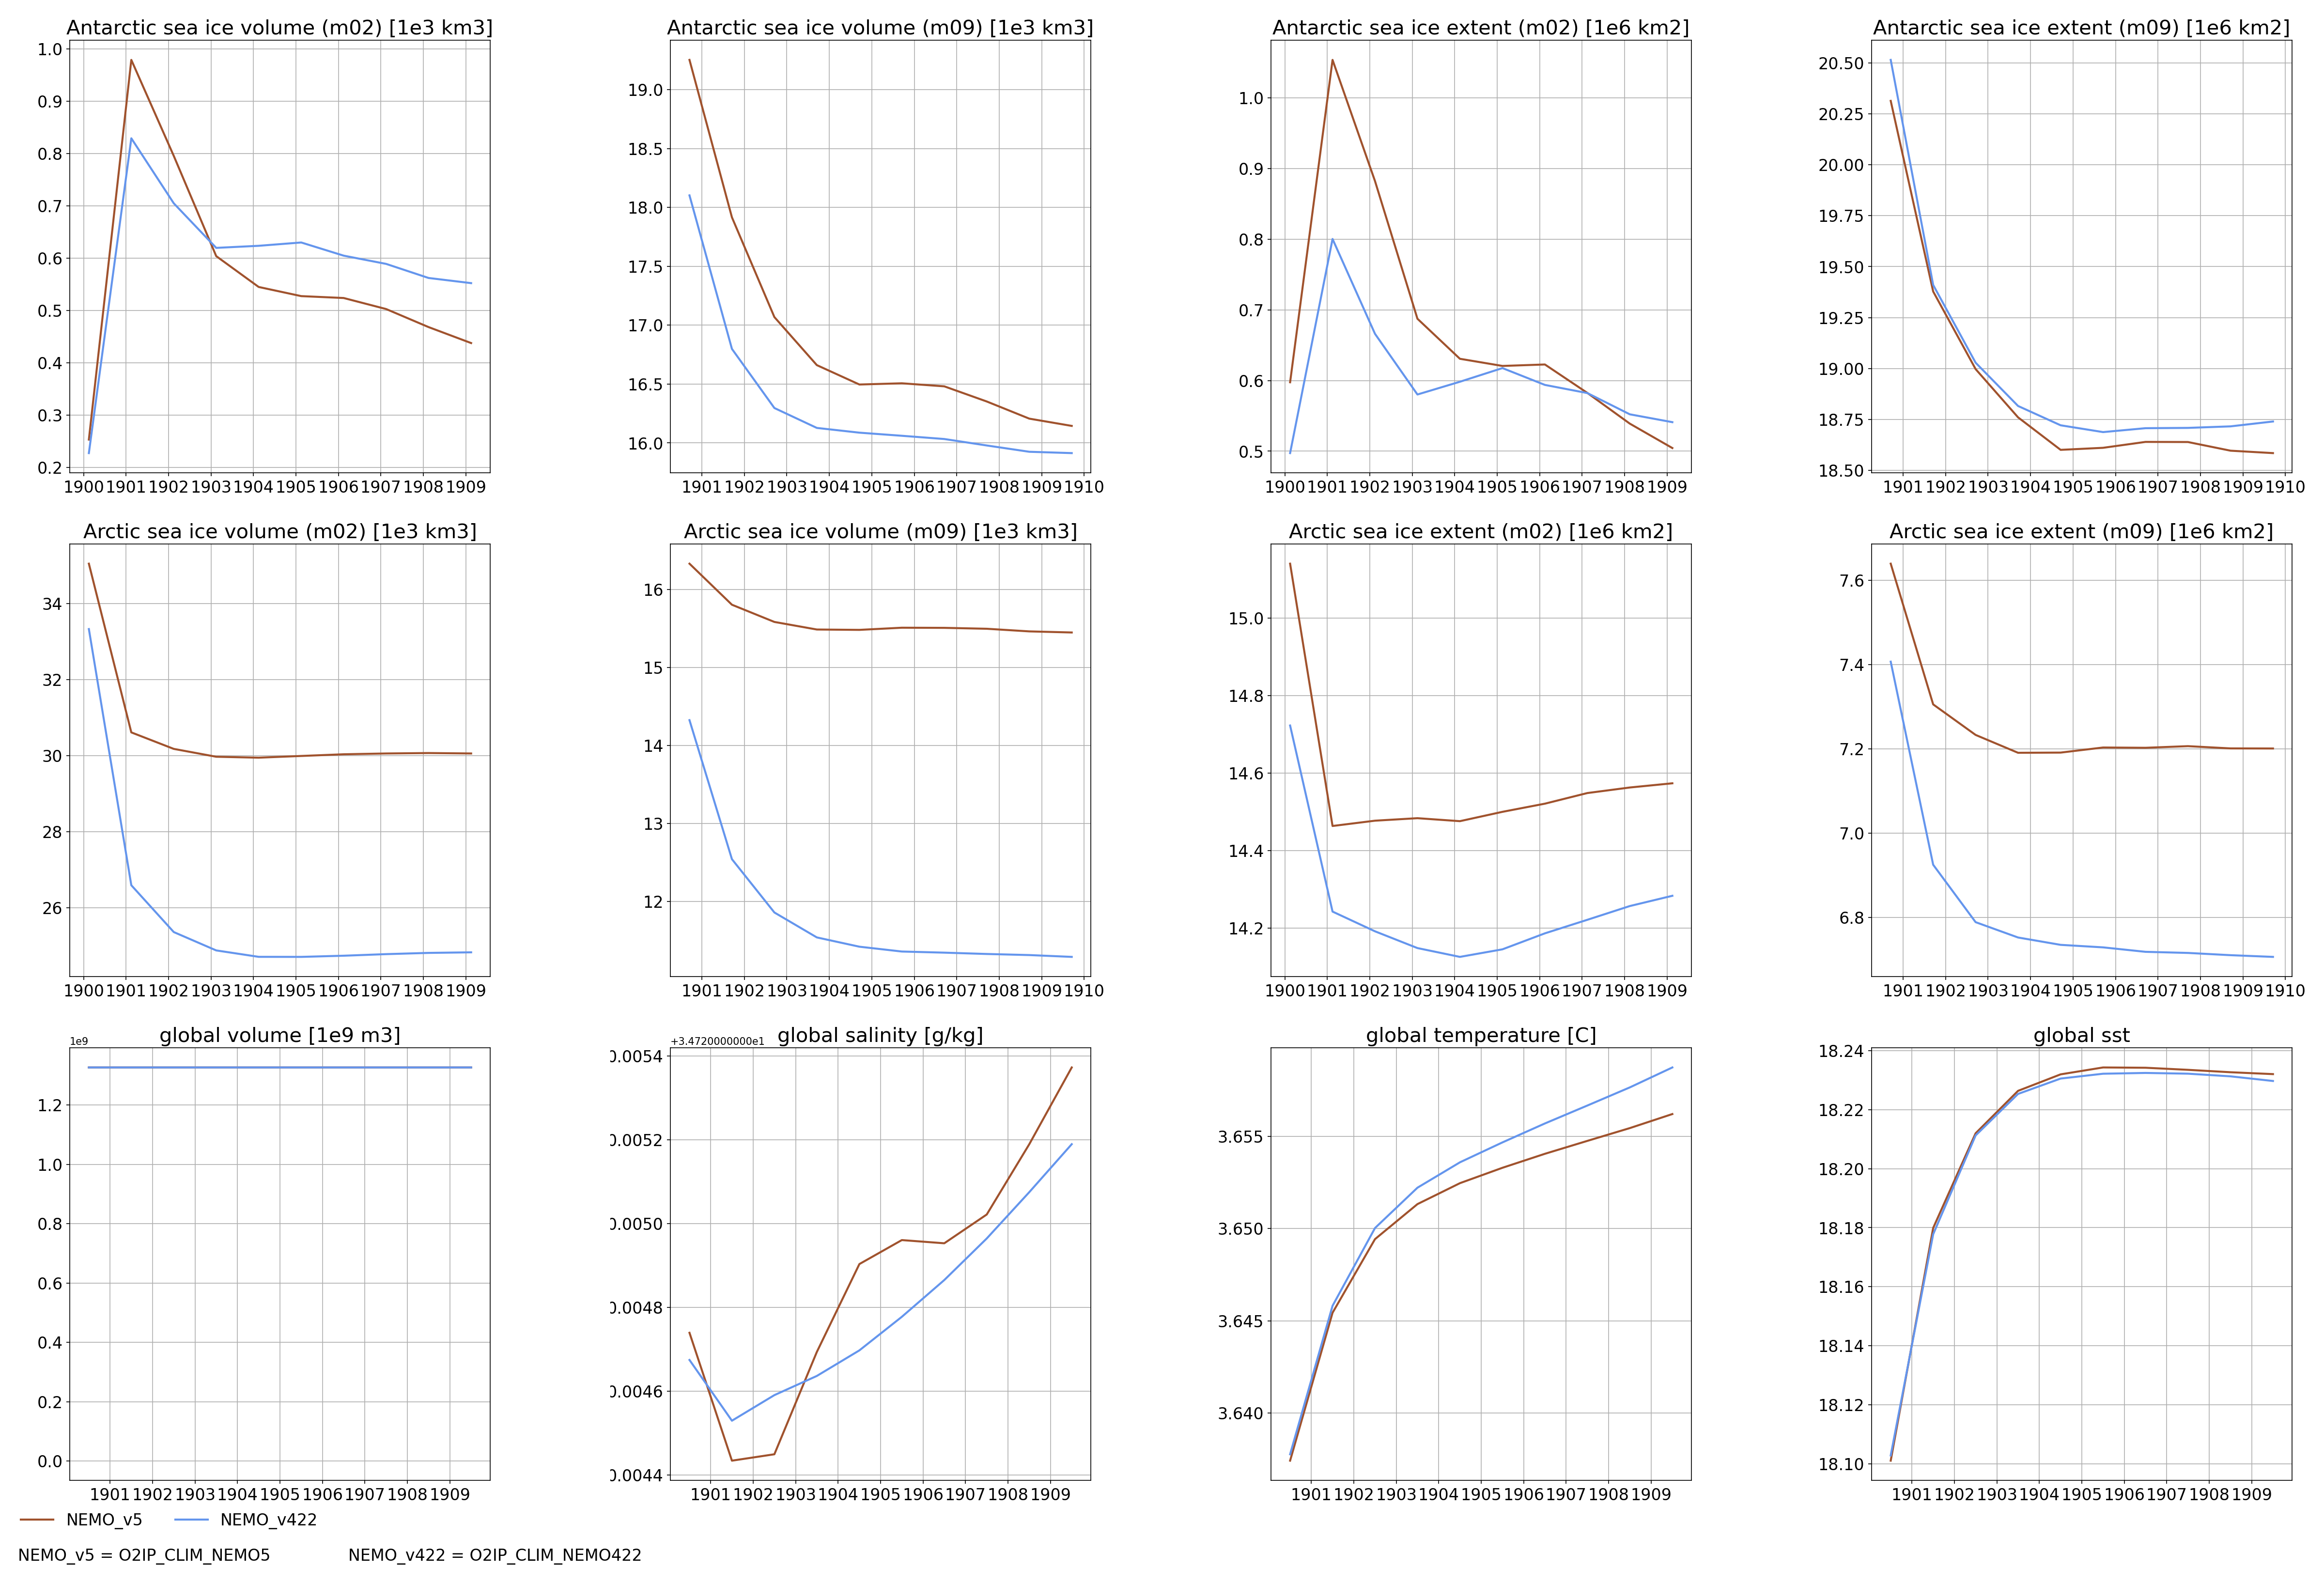 Antarctic sea ice volume (m02) [1e3 km3]
1.0
0.9
0.8
0.7
0.6
0.5
0.4
0.3
0.2
1900 1901 1902 1903 1904 1905 1906 1907 1908 1909
Antarctic sea ice volume (m09) [1e3 km3]
19.0
18.5
18.0
17.5
17.0
16.5
16.0
1901 1902 1903 1904 1905 1906 1907 1908 1909 1910
Antarctic sea ice extent (m02) [1e6 km2]
1.0
0.9
0.8
0.7
0.6
0.5
1900 1901 1902 1903 1904 1905 1906 1907 1908 1909
Antarctic sea ice extent (m09) [1e6 km2]
20.50
20.25
20.00
19.75
19.50
19.25
19.00
18.75
18.50
1901 1902 1903 1904 1905 1906 1907 1908 1909 1910
Arctic sea ice volume (m02) [1e3 km3]
34
32
30
28
26
1900 1901 1902 1903 1904 1905 1906 1907 1908 1909
Arctic sea ice volume (m09) [1e3 km3]
16
15
14
13
12
1901 1902 1903 1904 1905 1906 1907 1908 1909 1910
Arctic sea ice extent (m02) [1e6 km2]
15.0
14.8
14.6
14.4
14.2
1900 1901 1902 1903 1904 1905 1906 1907 1908 1909
Arctic sea ice extent (m09) [1e6 km2]
7.6
7.4
7.2
7.0
6.8
1901 1902 1903 1904 1905 1906 1907 1908 1909 1910
global volume [1e9 m3]
1e9
1.2
1.0
0.8
0.6
0.4
0.2
0.0
1901 1902 1903 1904 1905 1906 1907 1908 1909
global salinity [g/kg]
+3.4720000000e1
0.0054
0.0052
0.0050
0.0048
0.0046
0.0044
1901 1902 1903 1904 1905 1906 1907 1908 1909
global temperature [C]
3.655
3.650
3.645
3.640
1901 1902 1903 1904 1905 1906 1907 1908 1909
global sst
18.24
18.22
18.20
18.18
18.16
18.14
18.12
18.10
1901 1902 1903 1904 1905 1906 1907 1908 1909
NEMO_v5 NEMO_v422
NEMO_v5 = O2IP_CLIM_NEMO5 NEMO_v422 = O2IP_CLIM_NEMO422